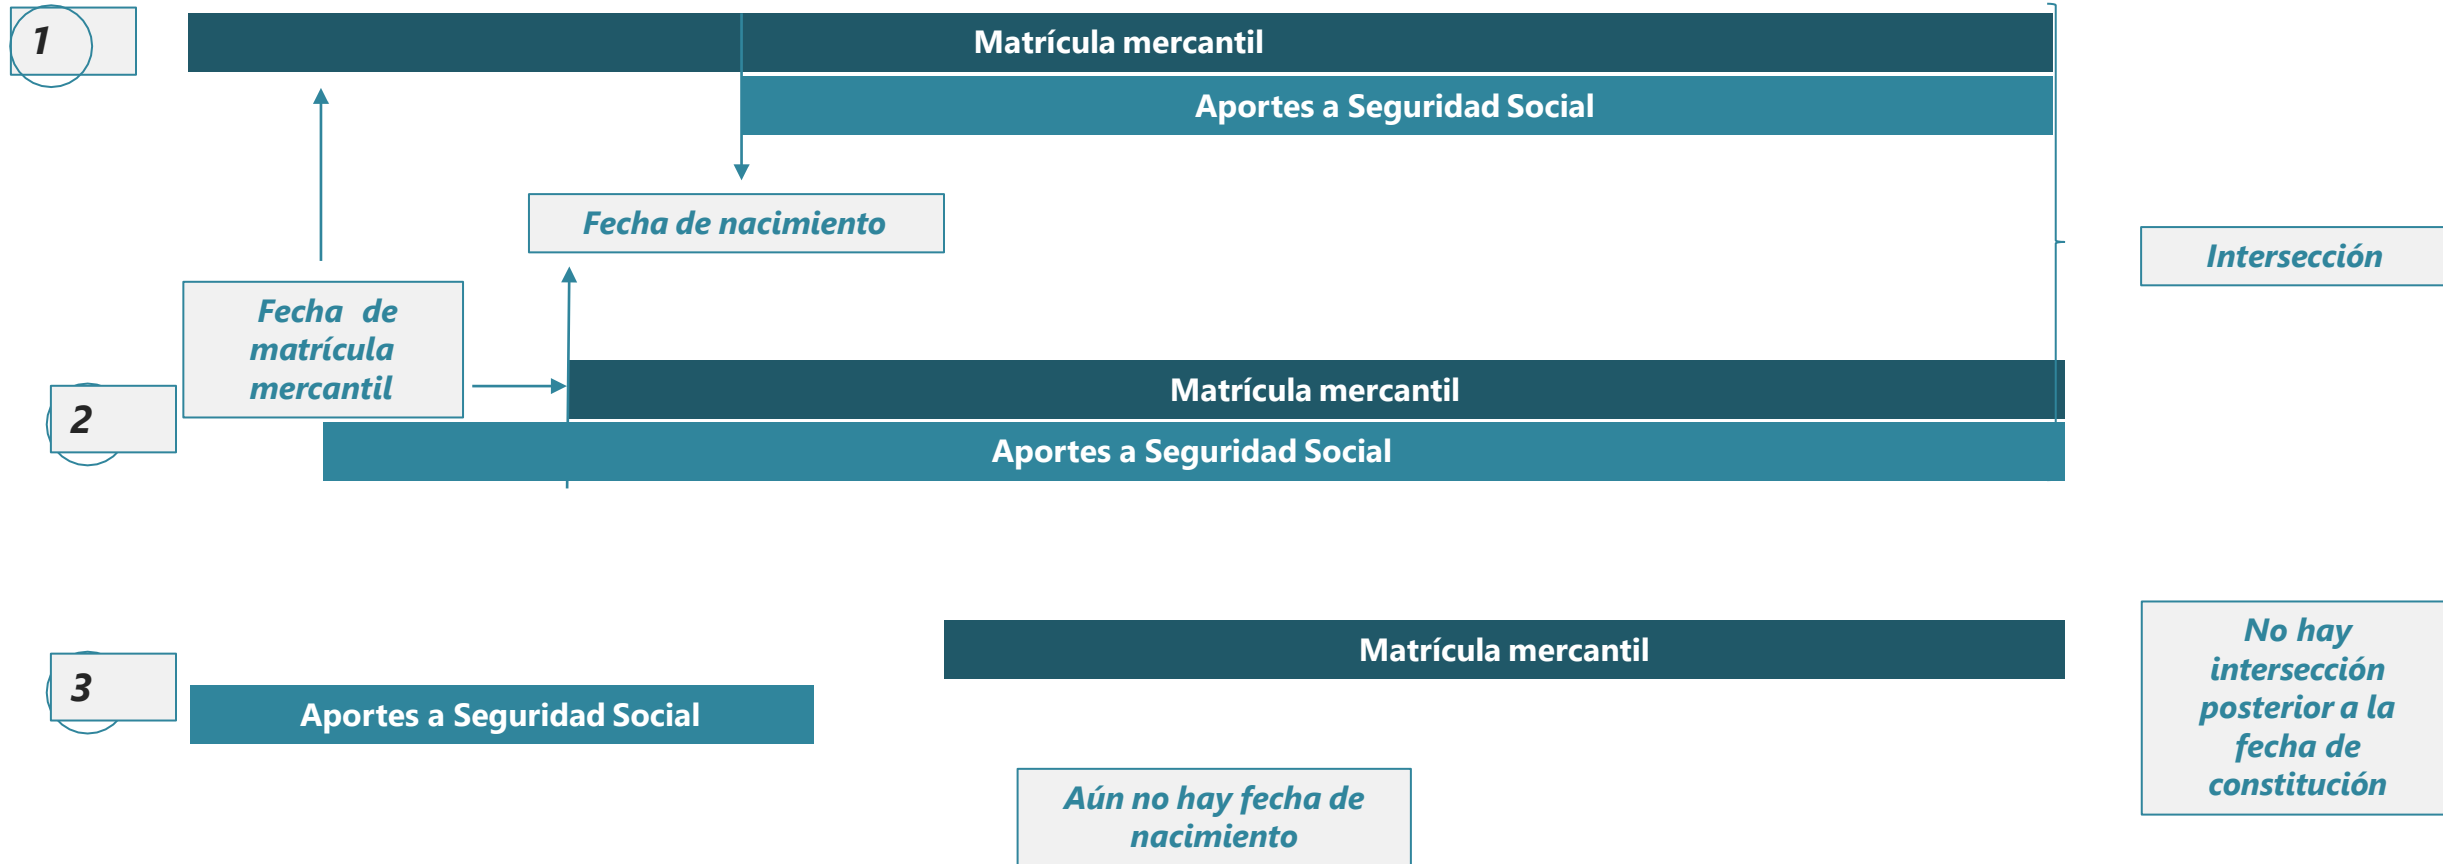 1
Matrícula mercantil
Aportes a Seguridad Social
Fecha de nacimiento
Intersección
Fecha de
matrícula
mercantil
2
Matrícula mercantil
Aportes a Seguridad Social
3
Matrícula mercantil
Aportes a Seguridad Social
No hay
intersección
posterior a la
fecha de
constitución
Aún no hay fecha de
nacimiento